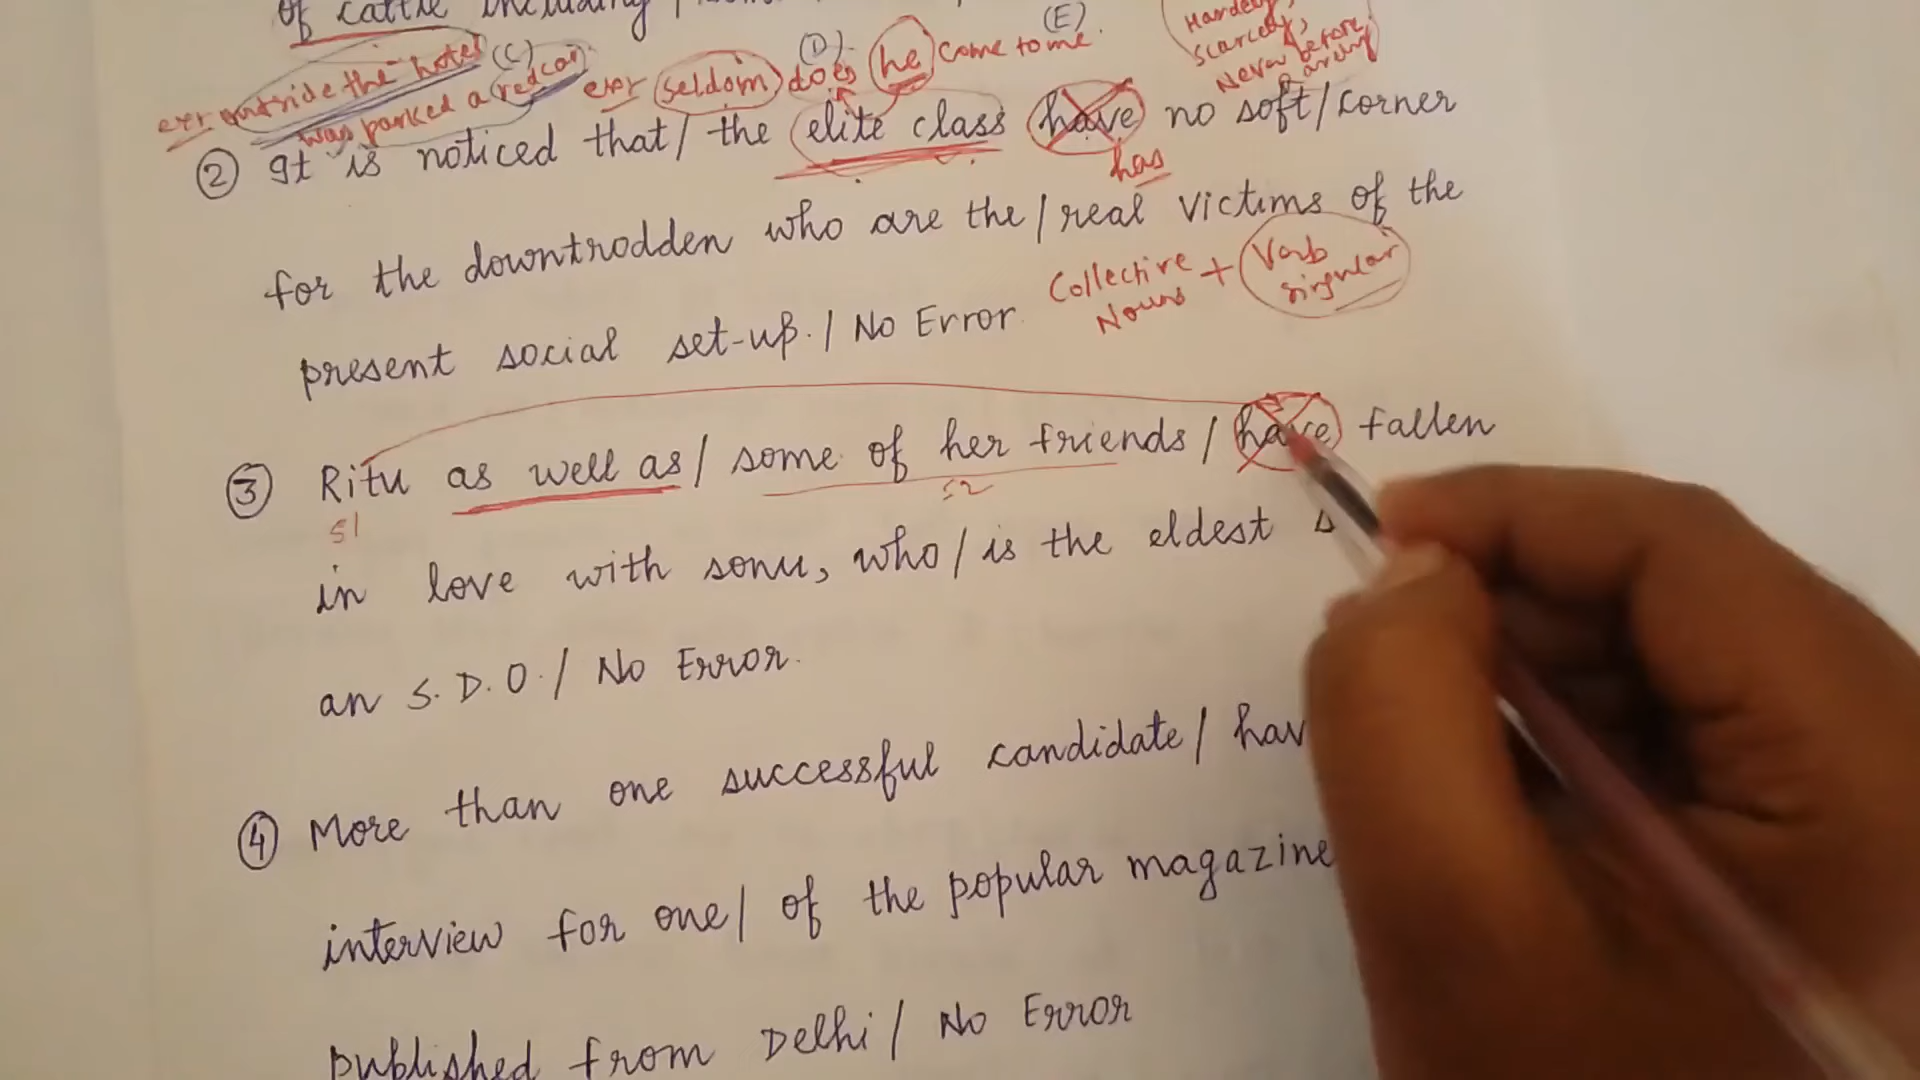 of cattle including /
(E)
Scarcely,
Never before
(C)
(D)
exr outside the hotel
was parked a red car
exr seldom does he come to me.
② It is noticed that / the elite class have no soft / corner
has
for the downtrodden who are the / real victims of the
Collective Nouns + Verb singular
present social set-up. / No Error
③ Ritu as well as / some of her friends / have fallen
S1
S2
in love with sonu, who / is the eldest s
an S.D.O. / No Error.
④ More than one successful candidate / hav
interview for one / of the popular magazine
published from Delhi / No Error